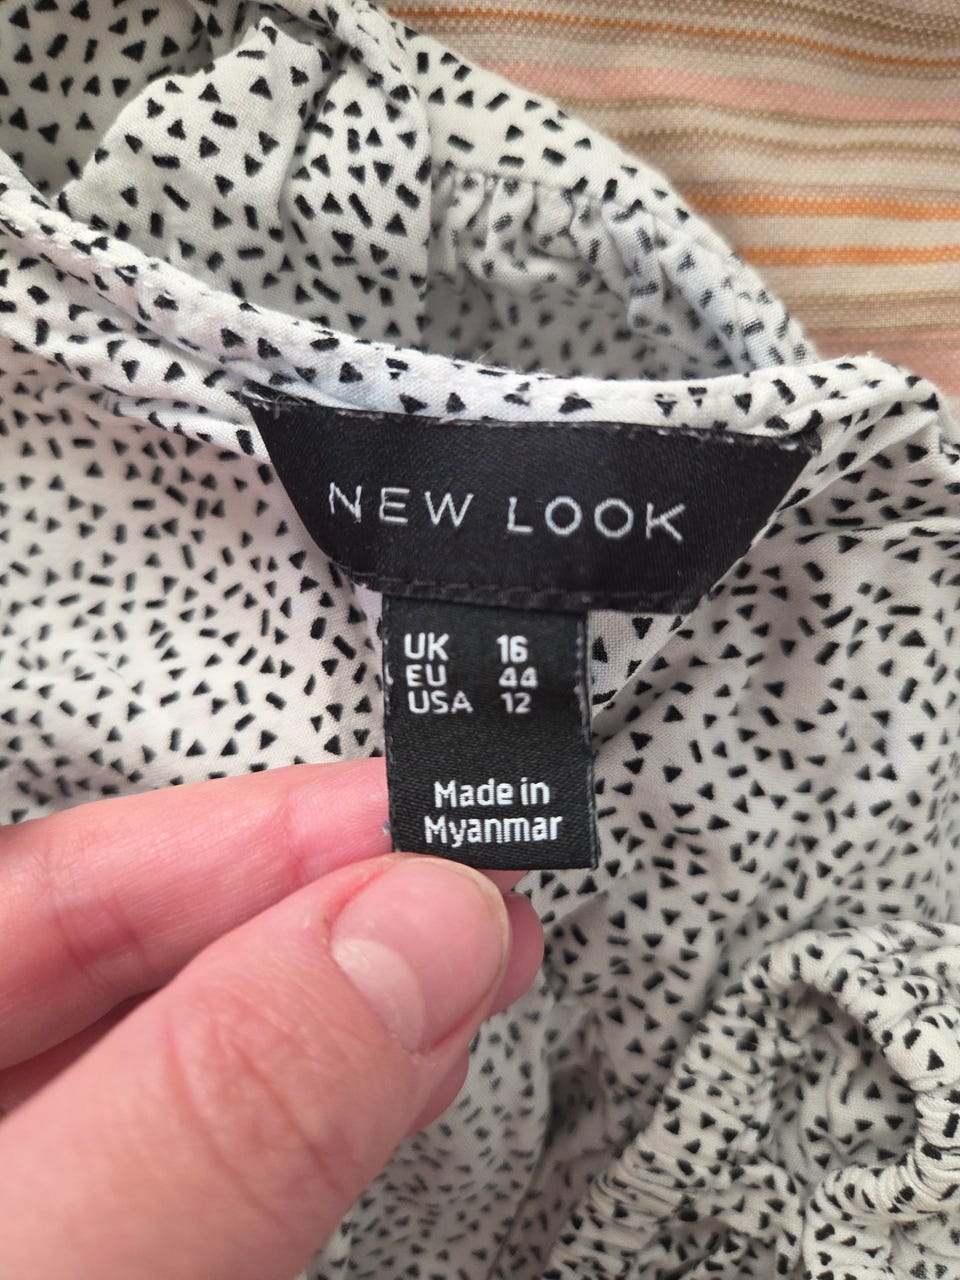 NEW LOOK
UK 16
EU 44
USA 12
Made in
Myanmar